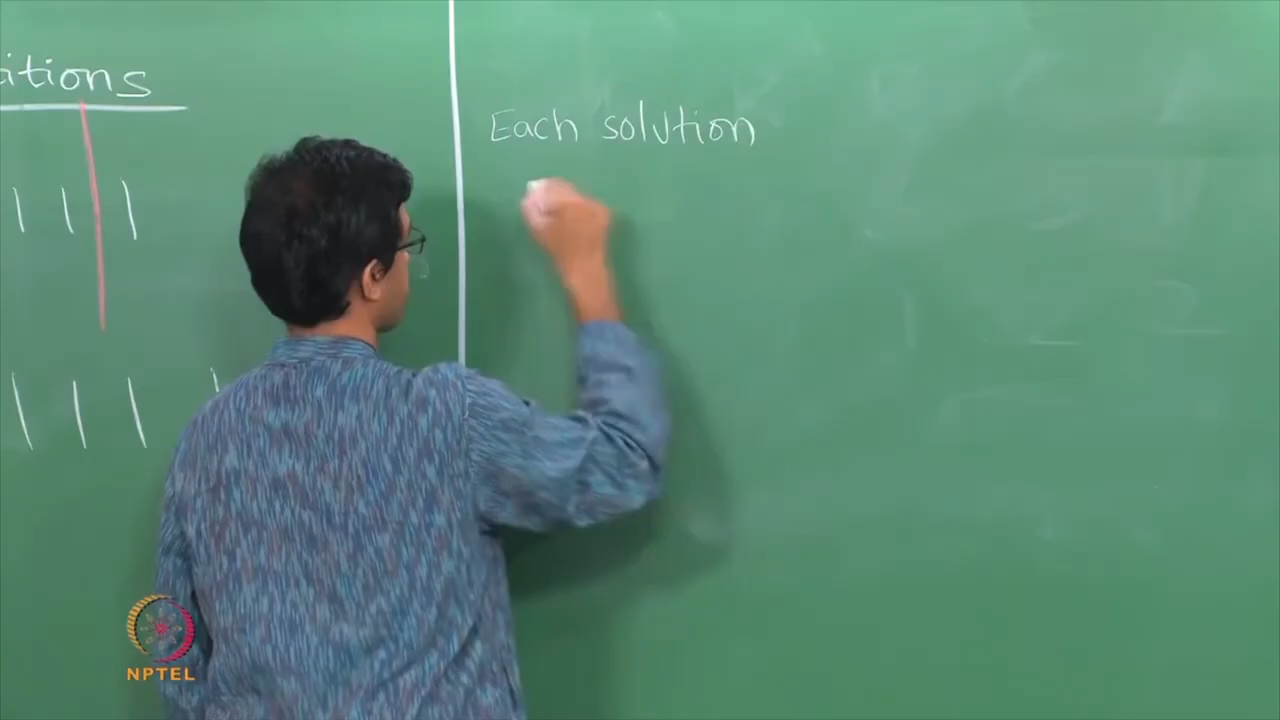 itions
| | |
| | | |
Each solution
NPTEL